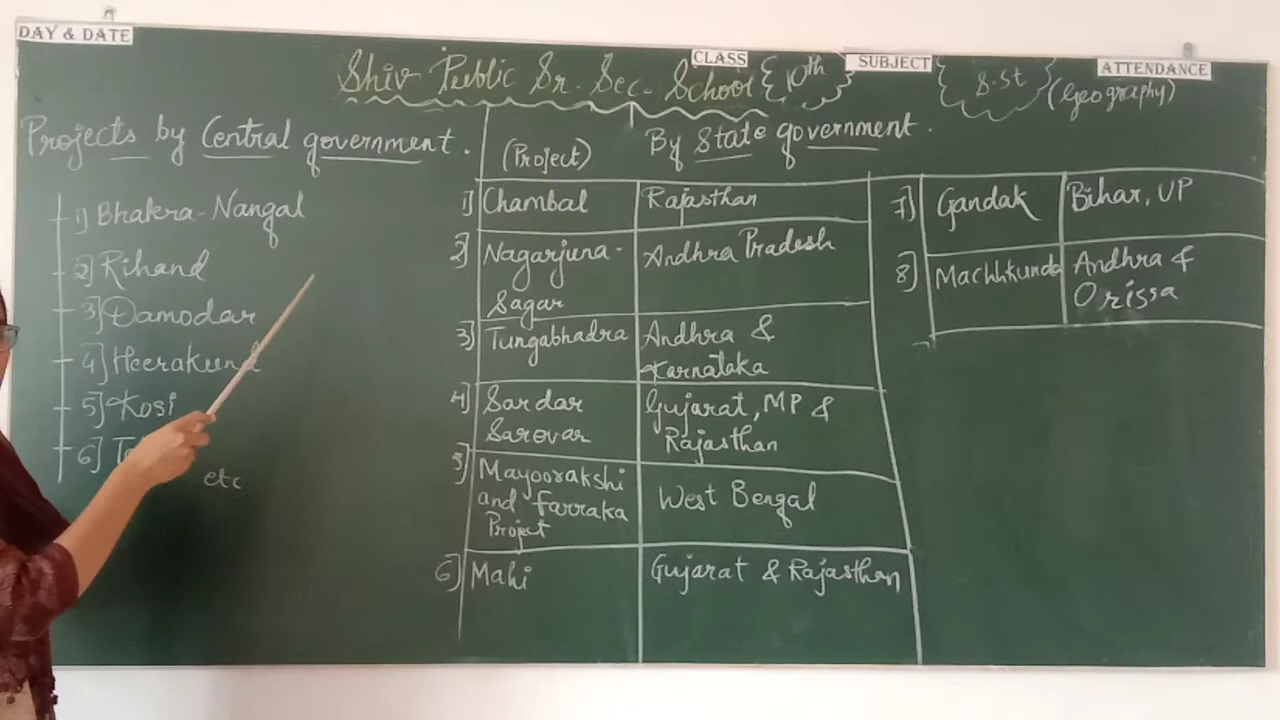 DAY & DATE
CLASS
SUBJECT
ATTENDANCE
Shiv Public Sr. Sec. School
10th
S.St
(Geography)
Projects by Central government.
1] Bhakra-Nangal
2] Rihand
3] Damodar
4] Heerakund
5] Kosi
6]
etc
By State government.
(Project)
1] Chambal Rajasthan
2] Nagarjuna- Andhra Pradesh
Sagar
3] Tungabhadra Andhra &
Karnataka
4] Sardar Gujarat, MP &
Sarovar Rajasthan
5] Mayoorakshi
and farraka West Bengal
Project
6] Mahi Gujarat & Rajasthan
7] Gandak Bihar, UP
8] Machhkunda Andhra &
Orissa